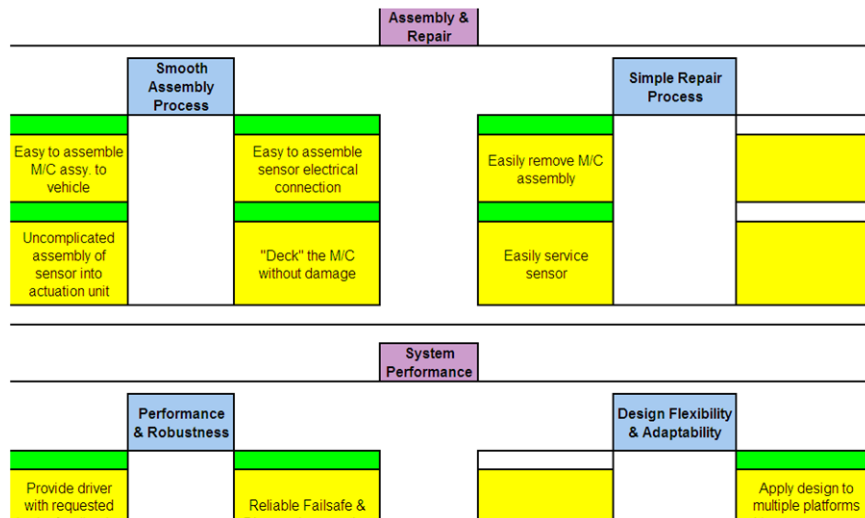 Assembly &
Repair
Smooth
Assembly
Process
Simple Repair
Process
Easy to assemble
M/C assy. to
vehicle
Easy to assemble
sensor electrical
connection
Easily remove M/C
assembly
Uncomplicated
assembly of
sensor into
actuation unit
"Deck" the M/C
without damage
Easily service
sensor
System
Performance
Performance
& Robustness
Design Flexibility
& Adaptability
Provide driver
with requested
Reliable Failsafe &
Apply design to
multiple platforms